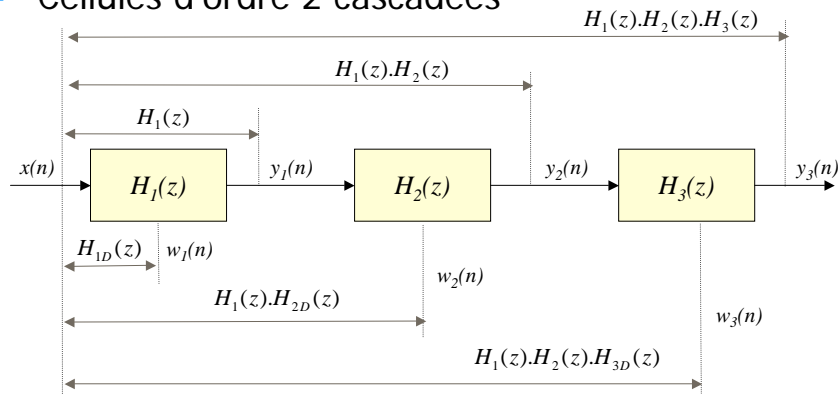 Cellules d'ordre 2 cascadées
H₁(z).H₂(z).H₃(z)
H₁(z).H₂(z)
H₁(z)
x(n) H₁(z) y₁(n) H₂(z) y₂(n) H₃(z) y₃(n)
H₁D(z) w₁(n)
w₂(n)
H₁(z).H₂D(z)
w₃(n)
H₁(z).H₂(z).H₃D(z)